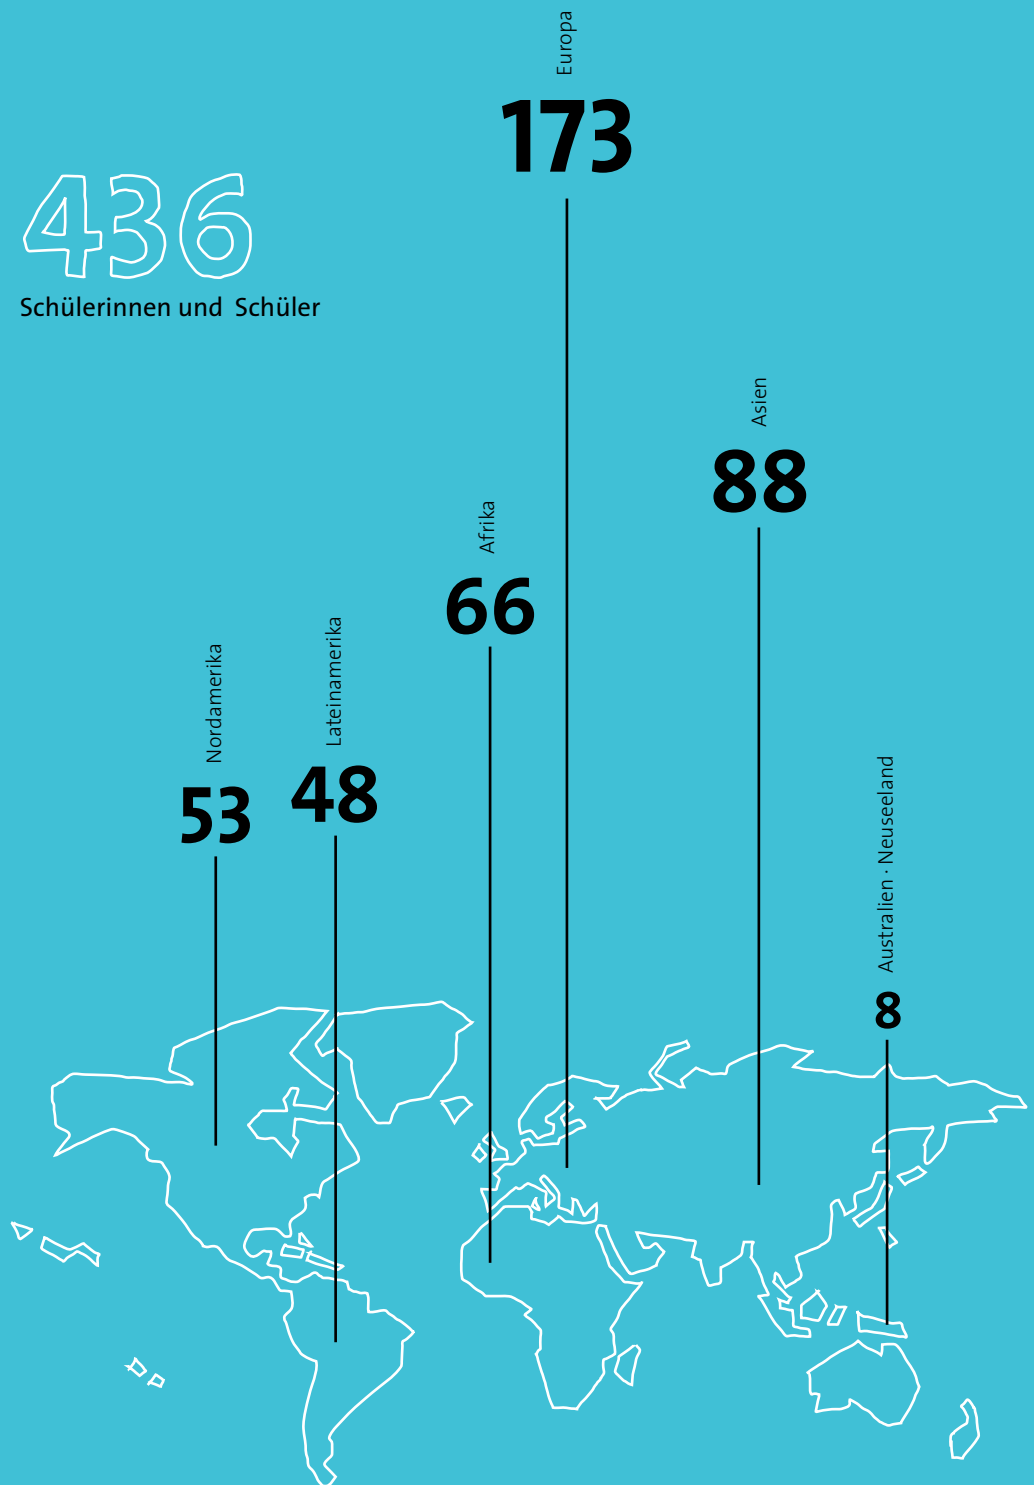 Europa
173
436
Schülerinnen und Schüler
Asien
88
Afrika
66
Nordamerika
53
Lateinamerika
48
Australien · Neuseeland
8